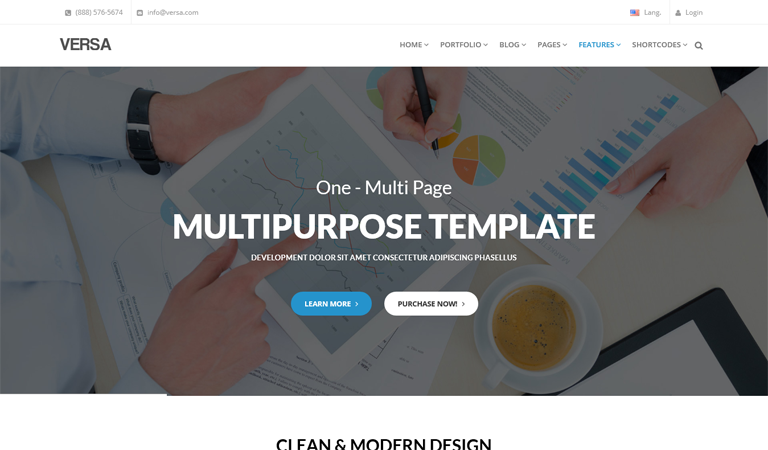 (888) 576-5674
info@versa.com
Lang.
Login
VERSA
HOME
PORTFOLIO
BLOG
PAGES
FEATURES
SHORTCODES
One - Multi Page
MULTIPURPOSE TEMPLATE
DEVELOPMENT DOLOR SIT AMET CONSECTETUR ADIPISCING PHASELLUS
LEARN MORE
PURCHASE NOW!
CLEAN & MODERN DESIGN